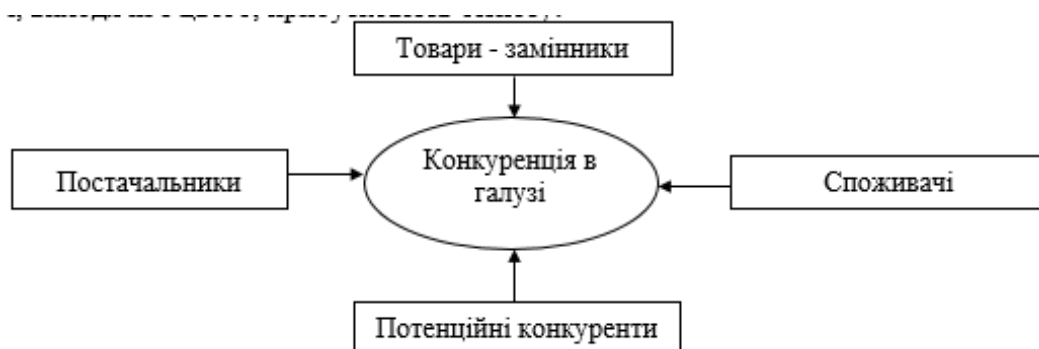 Товари - замінники
Конкуренція в
галузі
Постачальники
Споживачі
Потенційні конкуренти